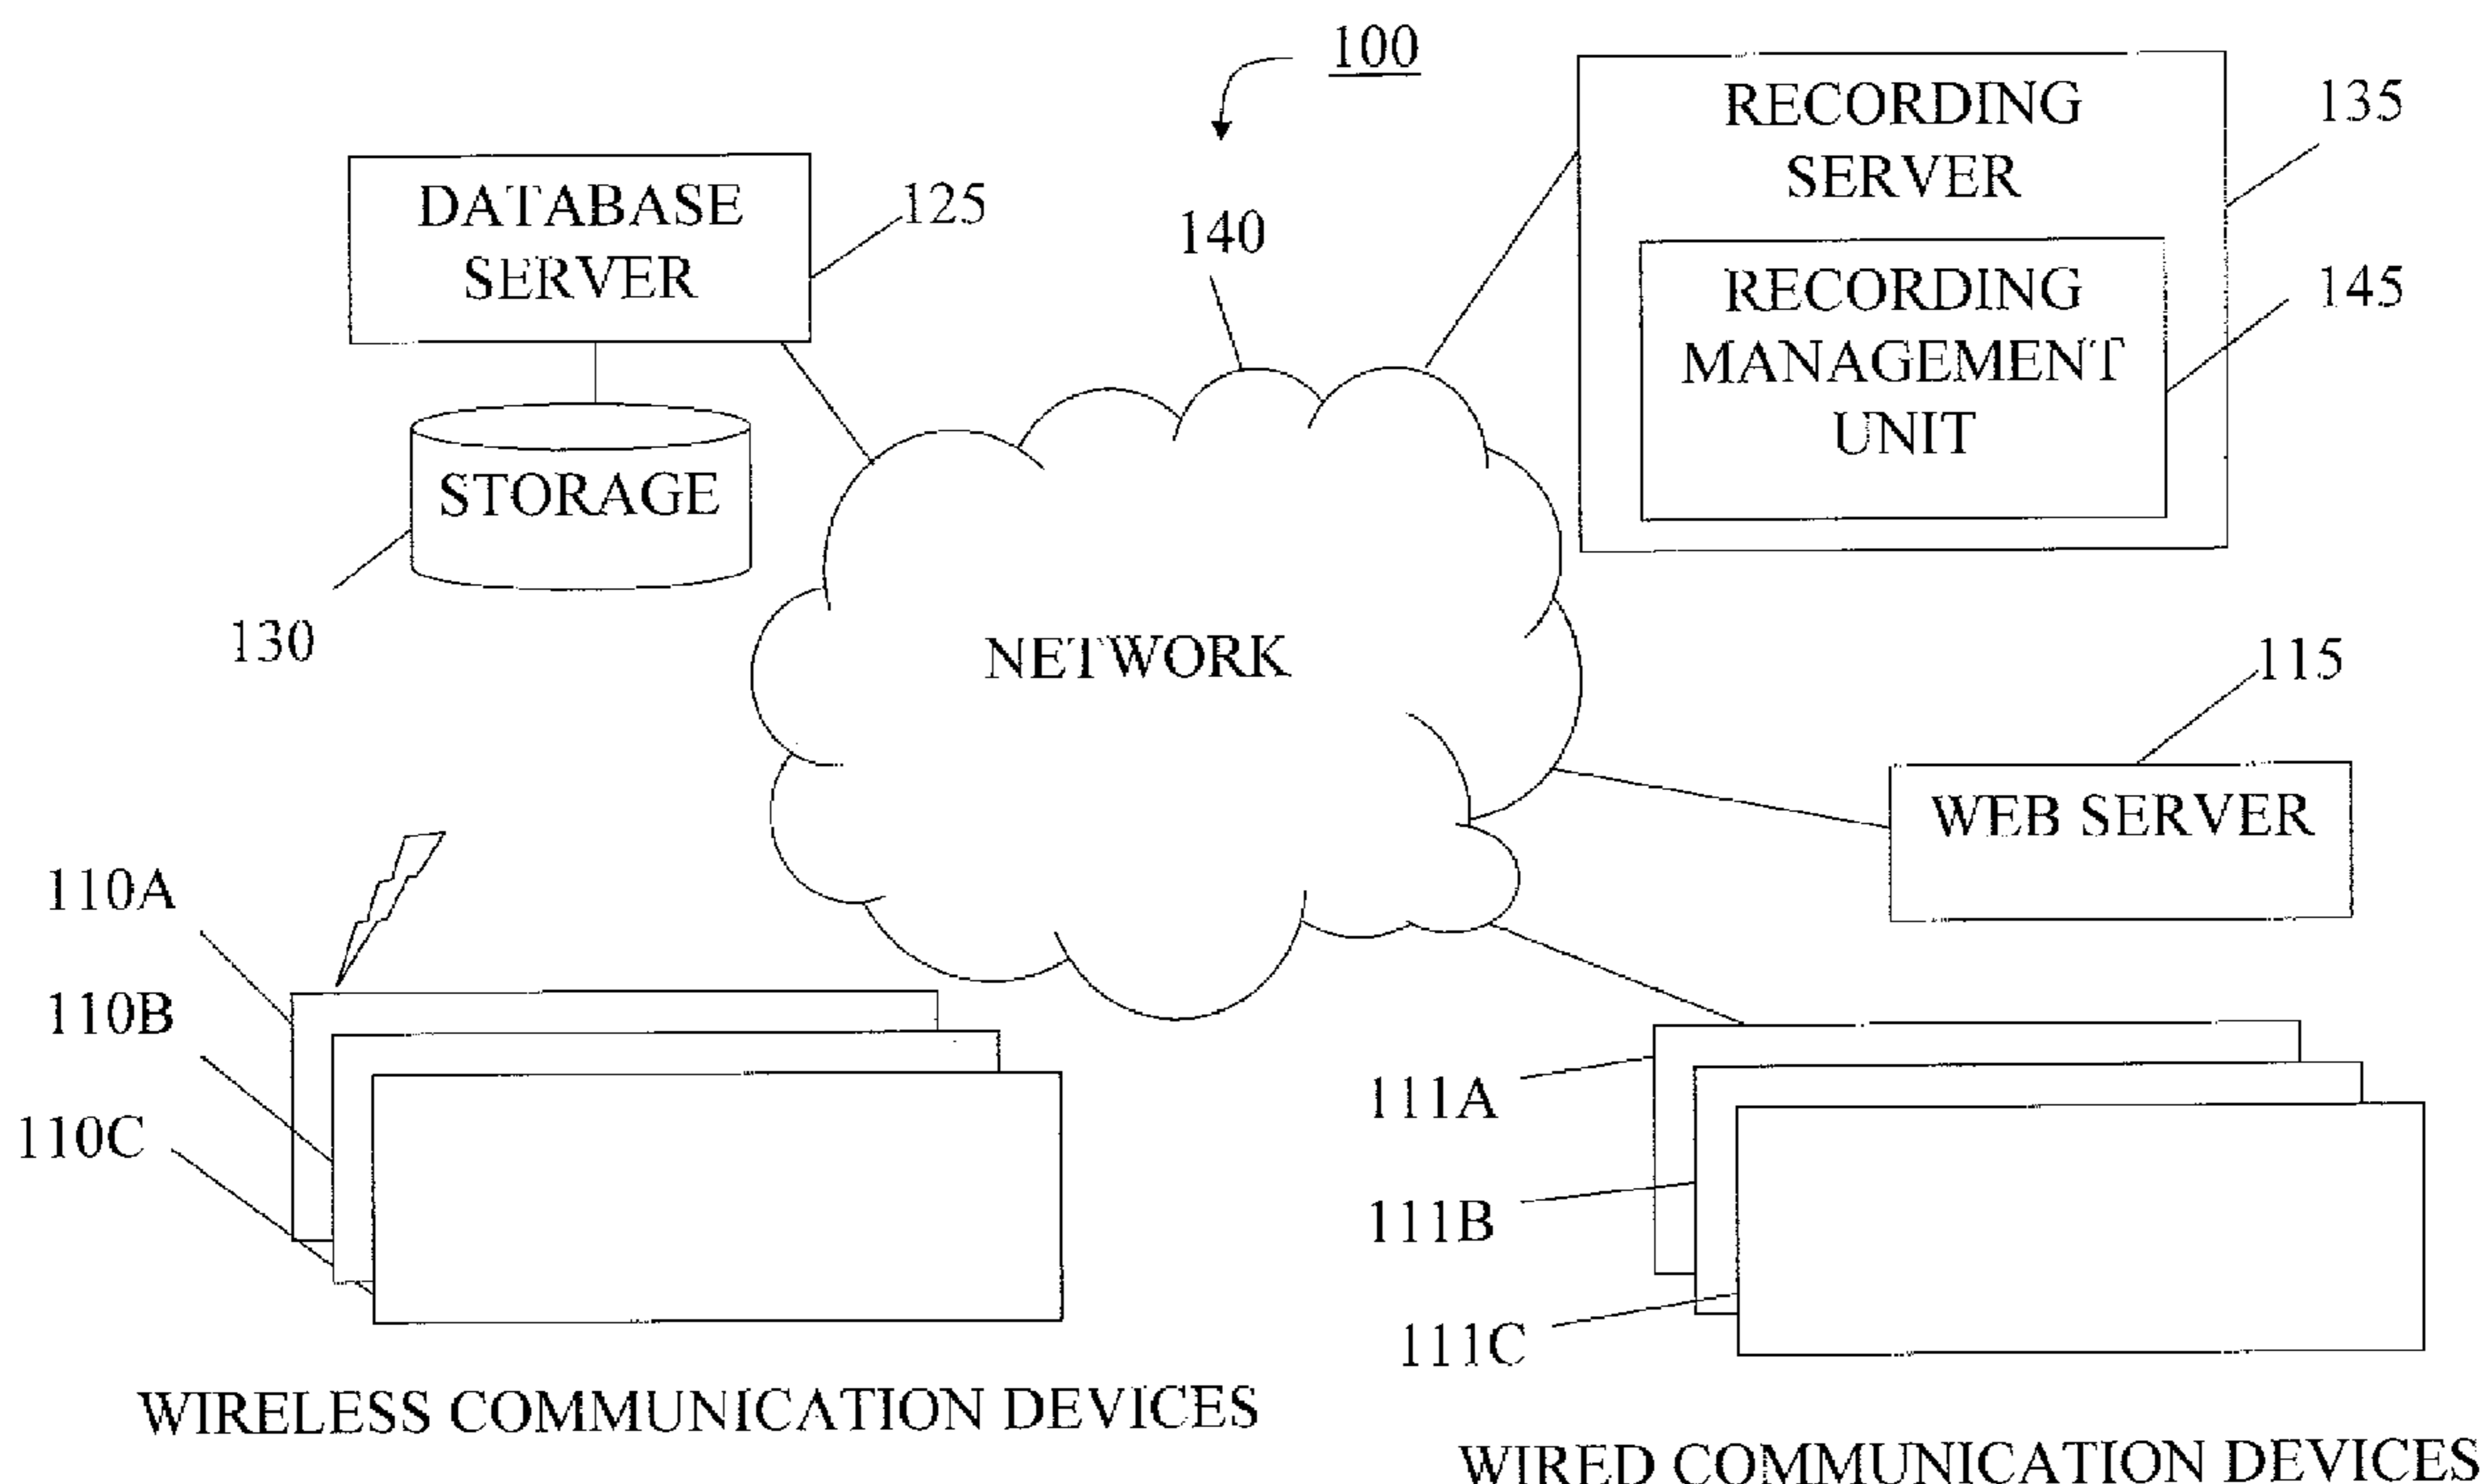 100
RECORDING
SERVER
135
DATABASE
SERVER
125
140
RECORDING
MANAGEMENT
UNIT
145
STORAGE
130
NETWORK
115
WEB SERVER
110A
110B
110C
111A
111B
111C
WIRELESS COMMUNICATION DEVICES
WIRED COMMUNICATION DEVICES